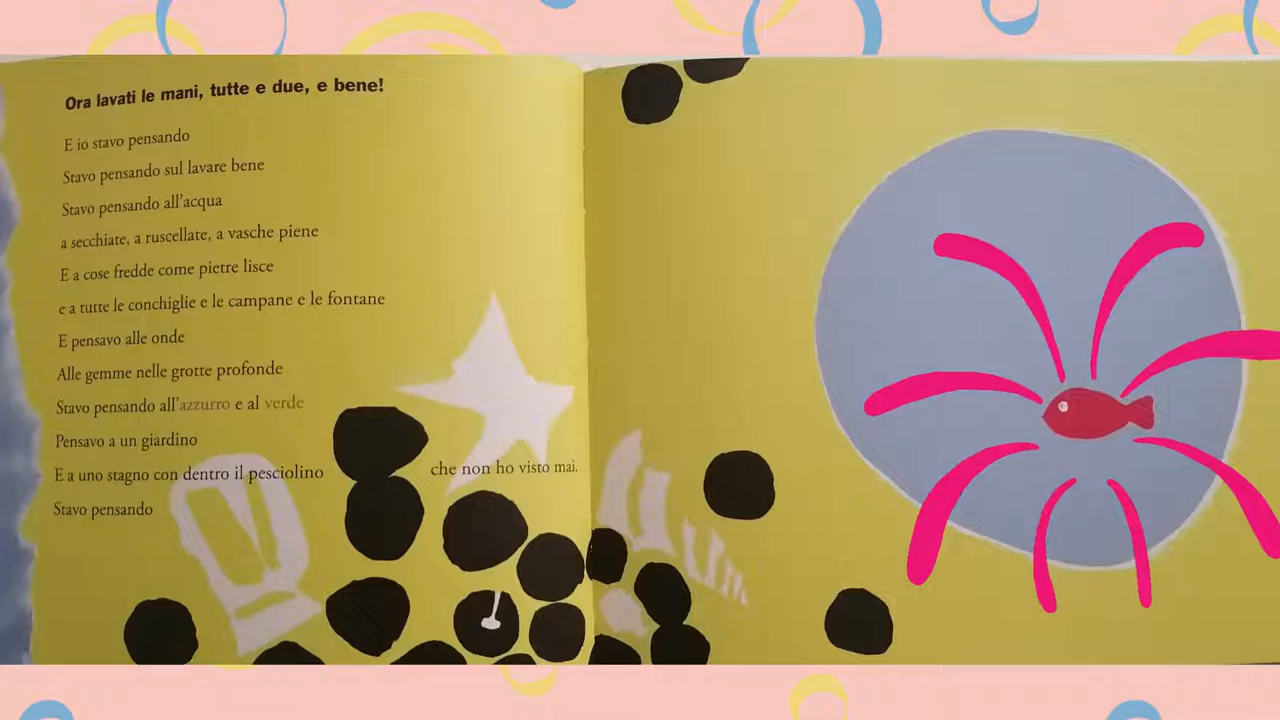 Ora lavati le mani, tutte e due, e bene!
E io stavo pensando
Stavo pensando sul lavare bene
Stavo pensando all'acqua
a secchiate, a ruscellate, a vasche piene
E a cose fredde come pietre lisce
e a tutte le conchiglie e le campane e le fontane
E pensavo alle onde
Alle gemme nelle grotte profonde
Stavo pensando all'azzurro e al verde
Pensavo a un giardino
E a uno stagno con dentro il pesciolino che non ho visto mai.
Stavo pensando